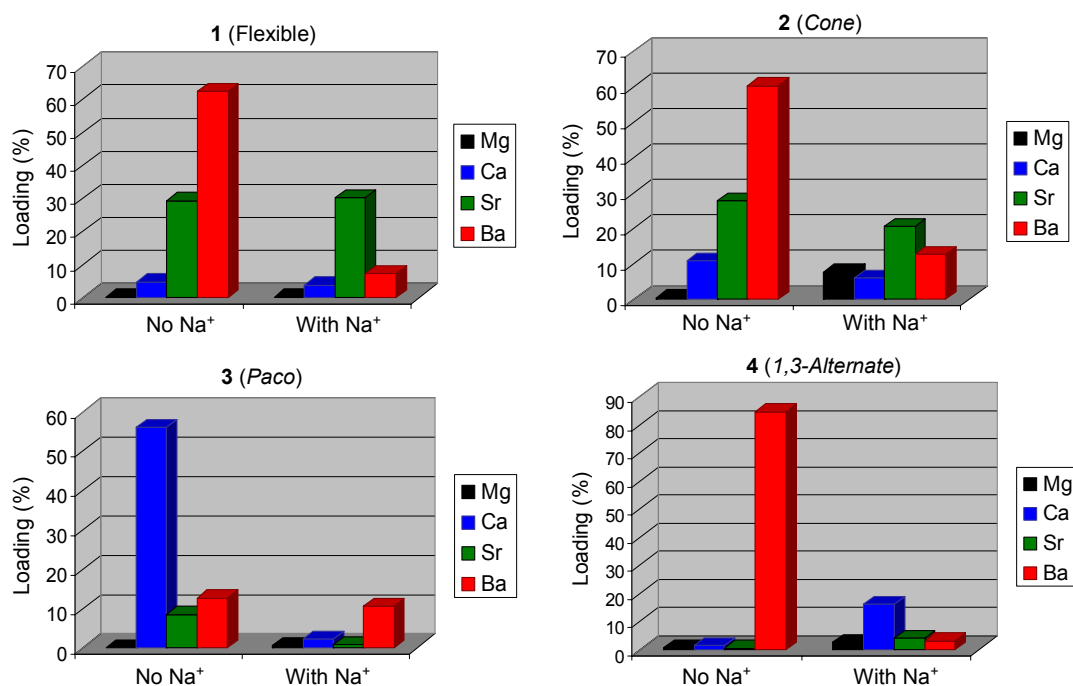 1 (Flexible)
Loading (%)
70
60
50
40
30
20
10
0
No Na⁺ With Na⁺
Mg
Ca
Sr
Ba
2 (Cone)
Loading (%)
70
60
50
40
30
20
10
0
No Na⁺ With Na⁺
Mg
Ca
Sr
Ba
3 (Paco)
Loading (%)
60
50
40
30
20
10
0
No Na⁺ With Na⁺
Mg
Ca
Sr
Ba
4 (1,3-Alternate)
Loading (%)
90
80
70
60
50
40
30
20
10
0
No Na⁺ With Na⁺
Mg
Ca
Sr
Ba